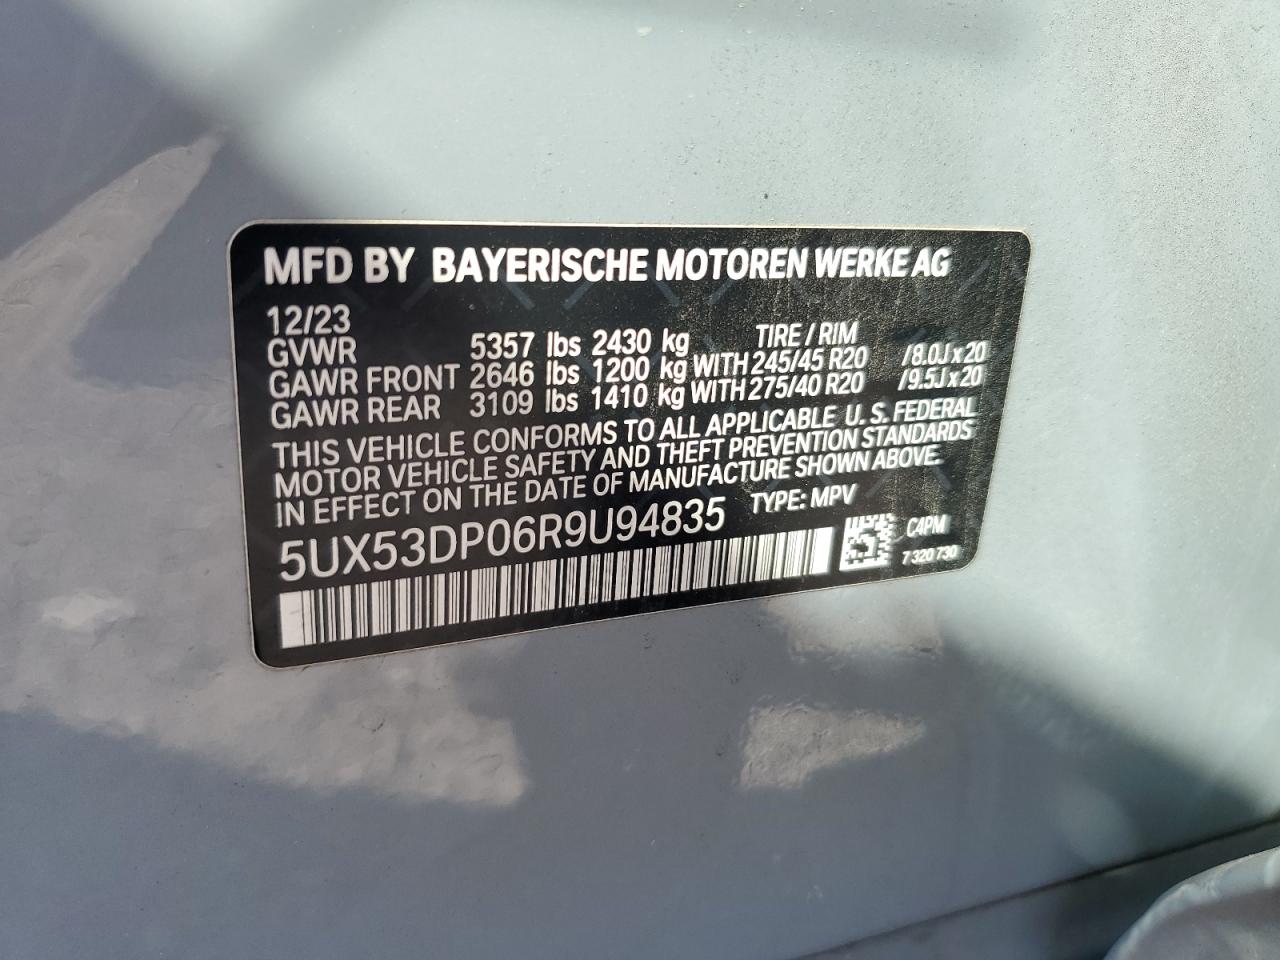 MFD BY BAYERISCHE MOTOREN WERKE AG
12/23
GVWR 5357 lbs 2430 kg TIRE / RIM
GAWR FRONT 2646 lbs 1200 kg WITH 245/45 R20 /8.0J x 20
GAWR REAR 3109 lbs 1410 kg WITH 275/40 R20 /9.5J x 20
THIS VEHICLE CONFORMS TO ALL APPLICABLE U. S. FEDERAL
MOTOR VEHICLE SAFETY AND THEFT PREVENTION STANDARDS
IN EFFECT ON THE DATE OF MANUFACTURE SHOWN ABOVE.
5UX53DP06R9U94835 TYPE: MPV
C4PM
7 320 730